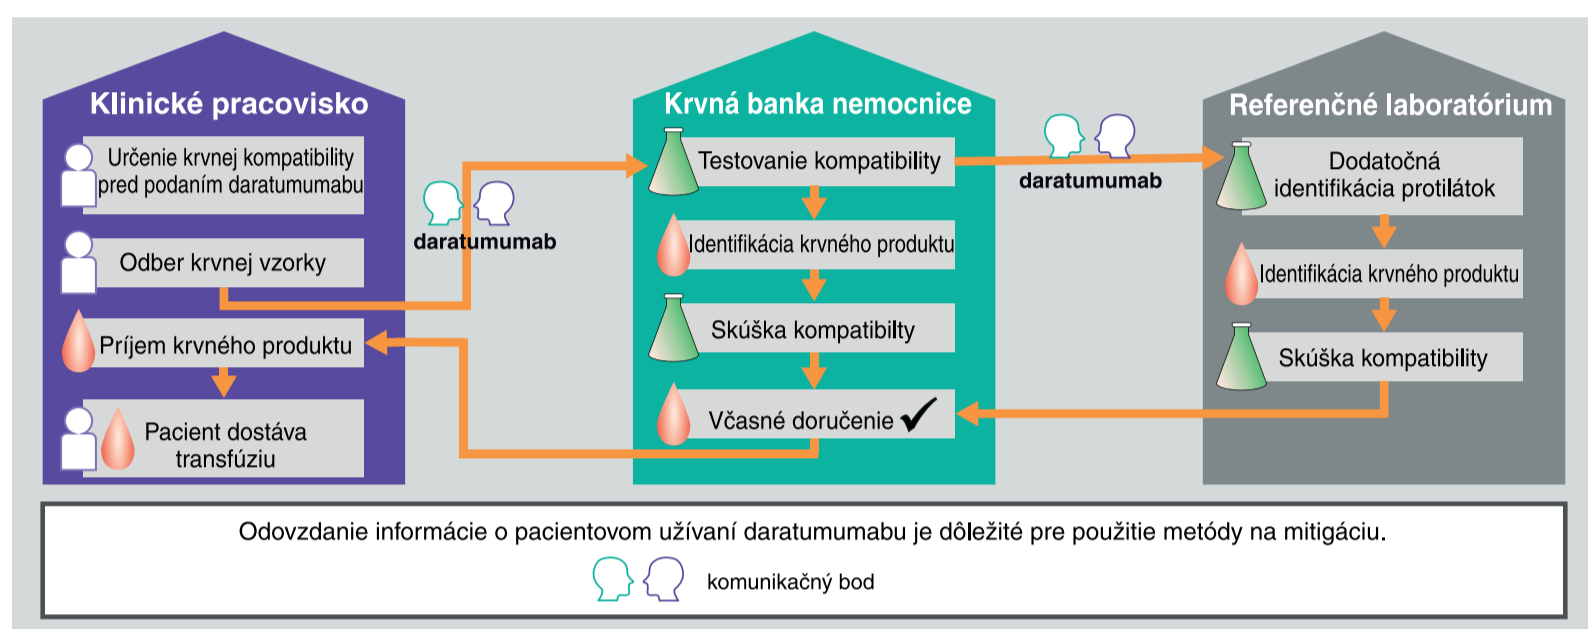 Klinické pracovisko
Určenie krvnej kompatibility
pred podaním daratumumabu
Odber krvnej vzorky
Príjem krvného produktu
Pacient dostáva
transfúziu
daratumumab
Krvná banka nemocnice
Testovanie kompatibility
Identifikácia krvného produktu
Skúška kompatibilty
Včasné doručenie
daratumumab
Referenčné laboratórium
Dodatočná
identifikácia protilátok
Identifikácia krvného produktu
Skúška kompatibility
Odovzdanie informácie o pacientovom užívaní daratumumabu je dôležité pre použitie metódy na mitigáciu.
komunikačný bod